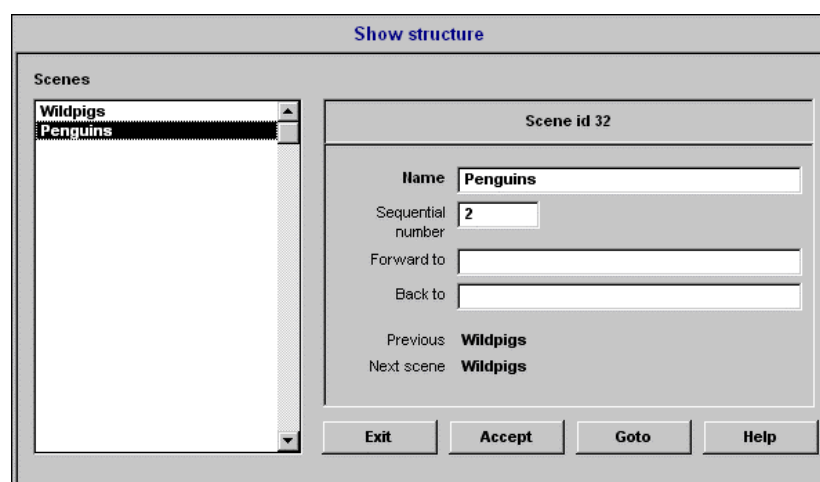 Show structure
Scenes
Wildpigs
Penguins
Scene id 32
Name Penguins
Sequential 2
number
Forward to
Back to
Previous Wildpigs
Next scene Wildpigs
Exit Accept Goto Help